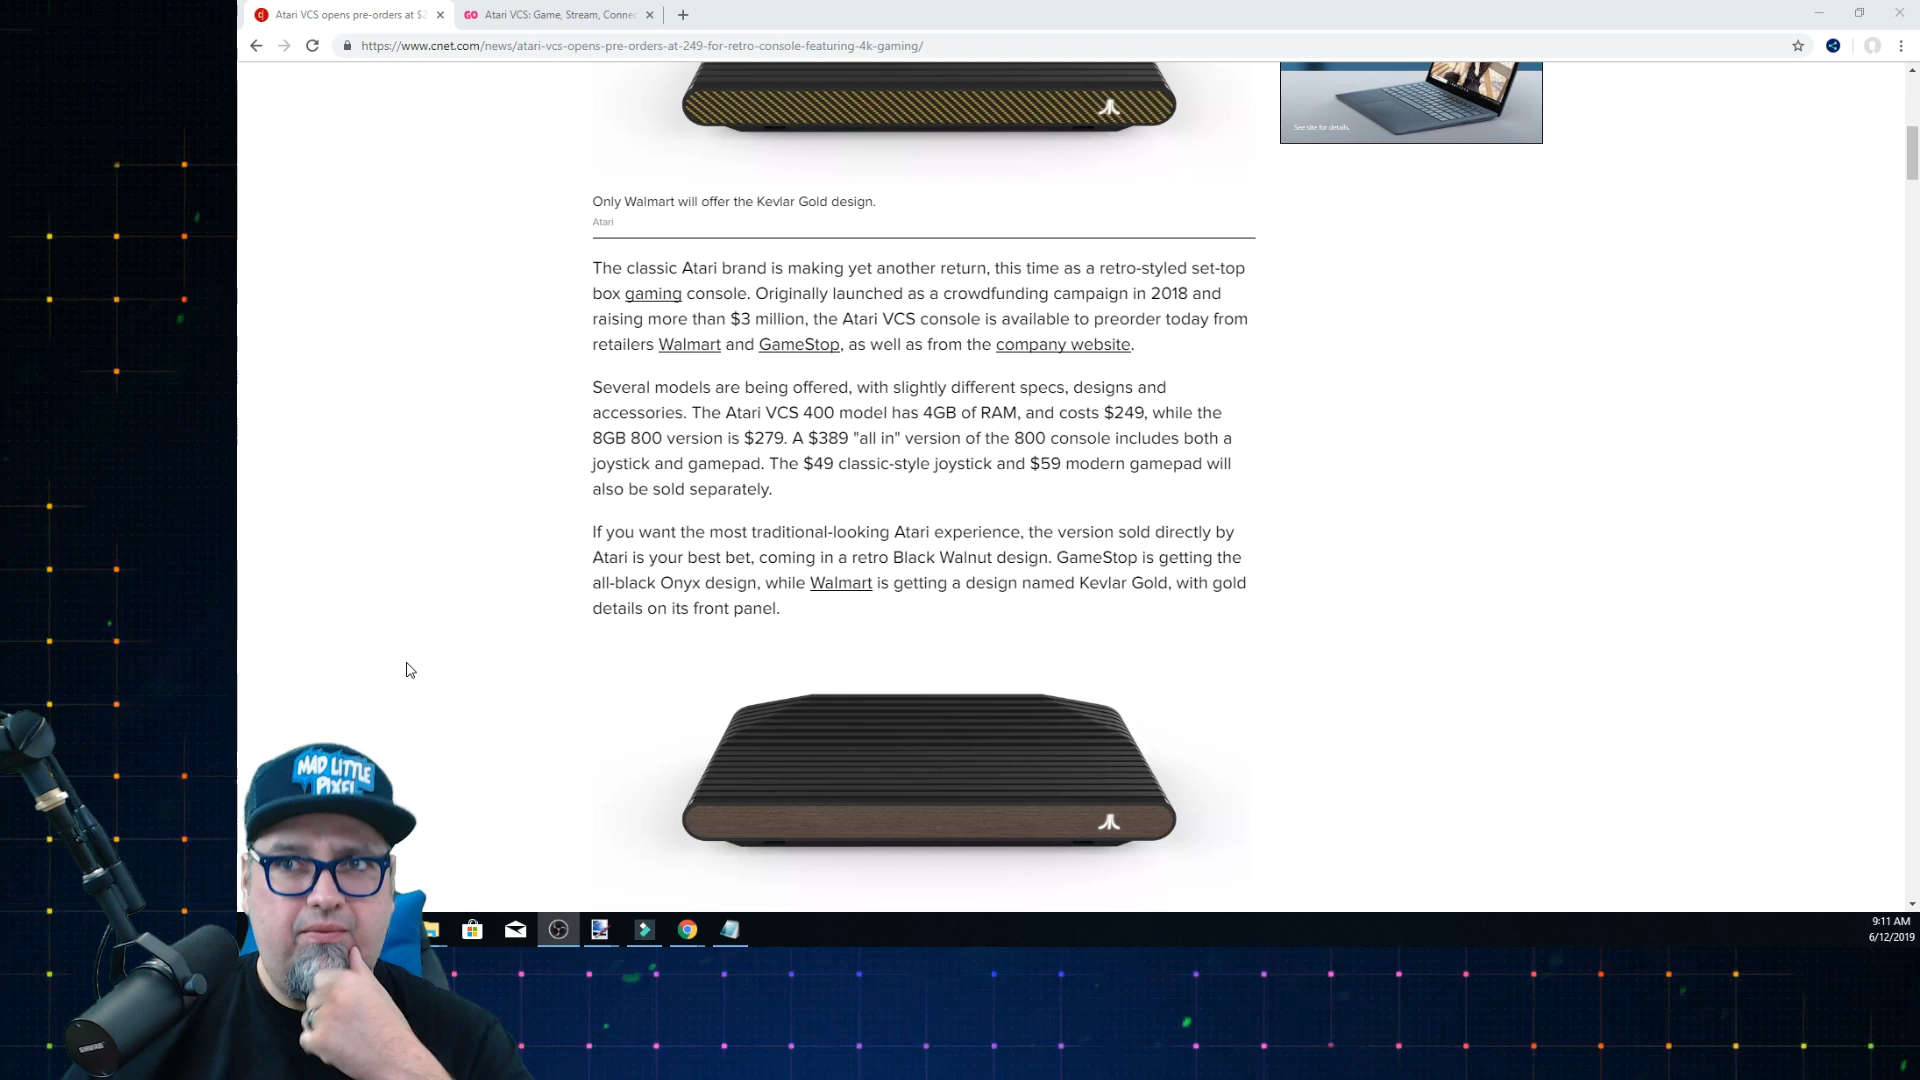 Atari VCS opens pre-orders at $2
GO Atari VCS: Game, Stream, Connec
https://www.cnet.com/news/atari-vcs-opens-pre-orders-at-249-for-retro-console-featuring-4k-gaming/
See site for details.
Only Walmart will offer the Kevlar Gold design.
Atari
The classic Atari brand is making yet another return, this time as a retro-styled set-top
box gaming console. Originally launched as a crowdfunding campaign in 2018 and
raising more than $3 million, the Atari VCS console is available to preorder today from
retailers Walmart and GameStop, as well as from the company website.
Several models are being offered, with slightly different specs, designs and
accessories. The Atari VCS 400 model has 4GB of RAM, and costs $249, while the
8GB 800 version is $279. A $389 "all in" version of the 800 console includes both a
joystick and gamepad. The $49 classic-style joystick and $59 modern gamepad will
also be sold separately.
If you want the most traditional-looking Atari experience, the version sold directly by
Atari is your best bet, coming in a retro Black Walnut design. GameStop is getting the
all-black Onyx design, while Walmart is getting a design named Kevlar Gold, with gold
details on its front panel.
MAD LITTLE
PIXEL
SHURE
9:11 AM
6/12/2019